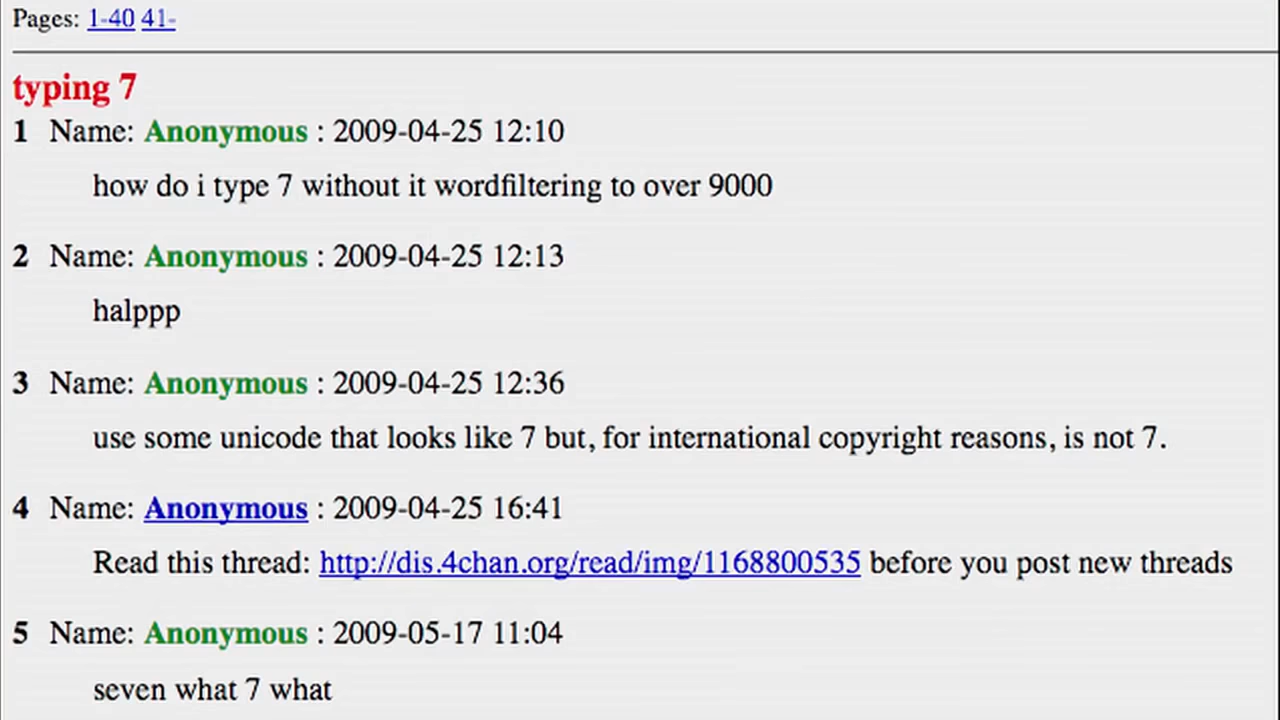 Pages: 1-40 41-
typing 7
1 Name: Anonymous : 2009-04-25 12:10
how do i type 7 without it wordfiltering to over 9000
2 Name: Anonymous : 2009-04-25 12:13
halppp
3 Name: Anonymous : 2009-04-25 12:36
use some unicode that looks like 7 but, for international copyright reasons, is not 7.
4 Name: Anonymous : 2009-04-25 16:41
Read this thread: http://dis.4chan.org/read/img/1168800535 before you post new threads
5 Name: Anonymous : 2009-05-17 11:04
seven what 7 what